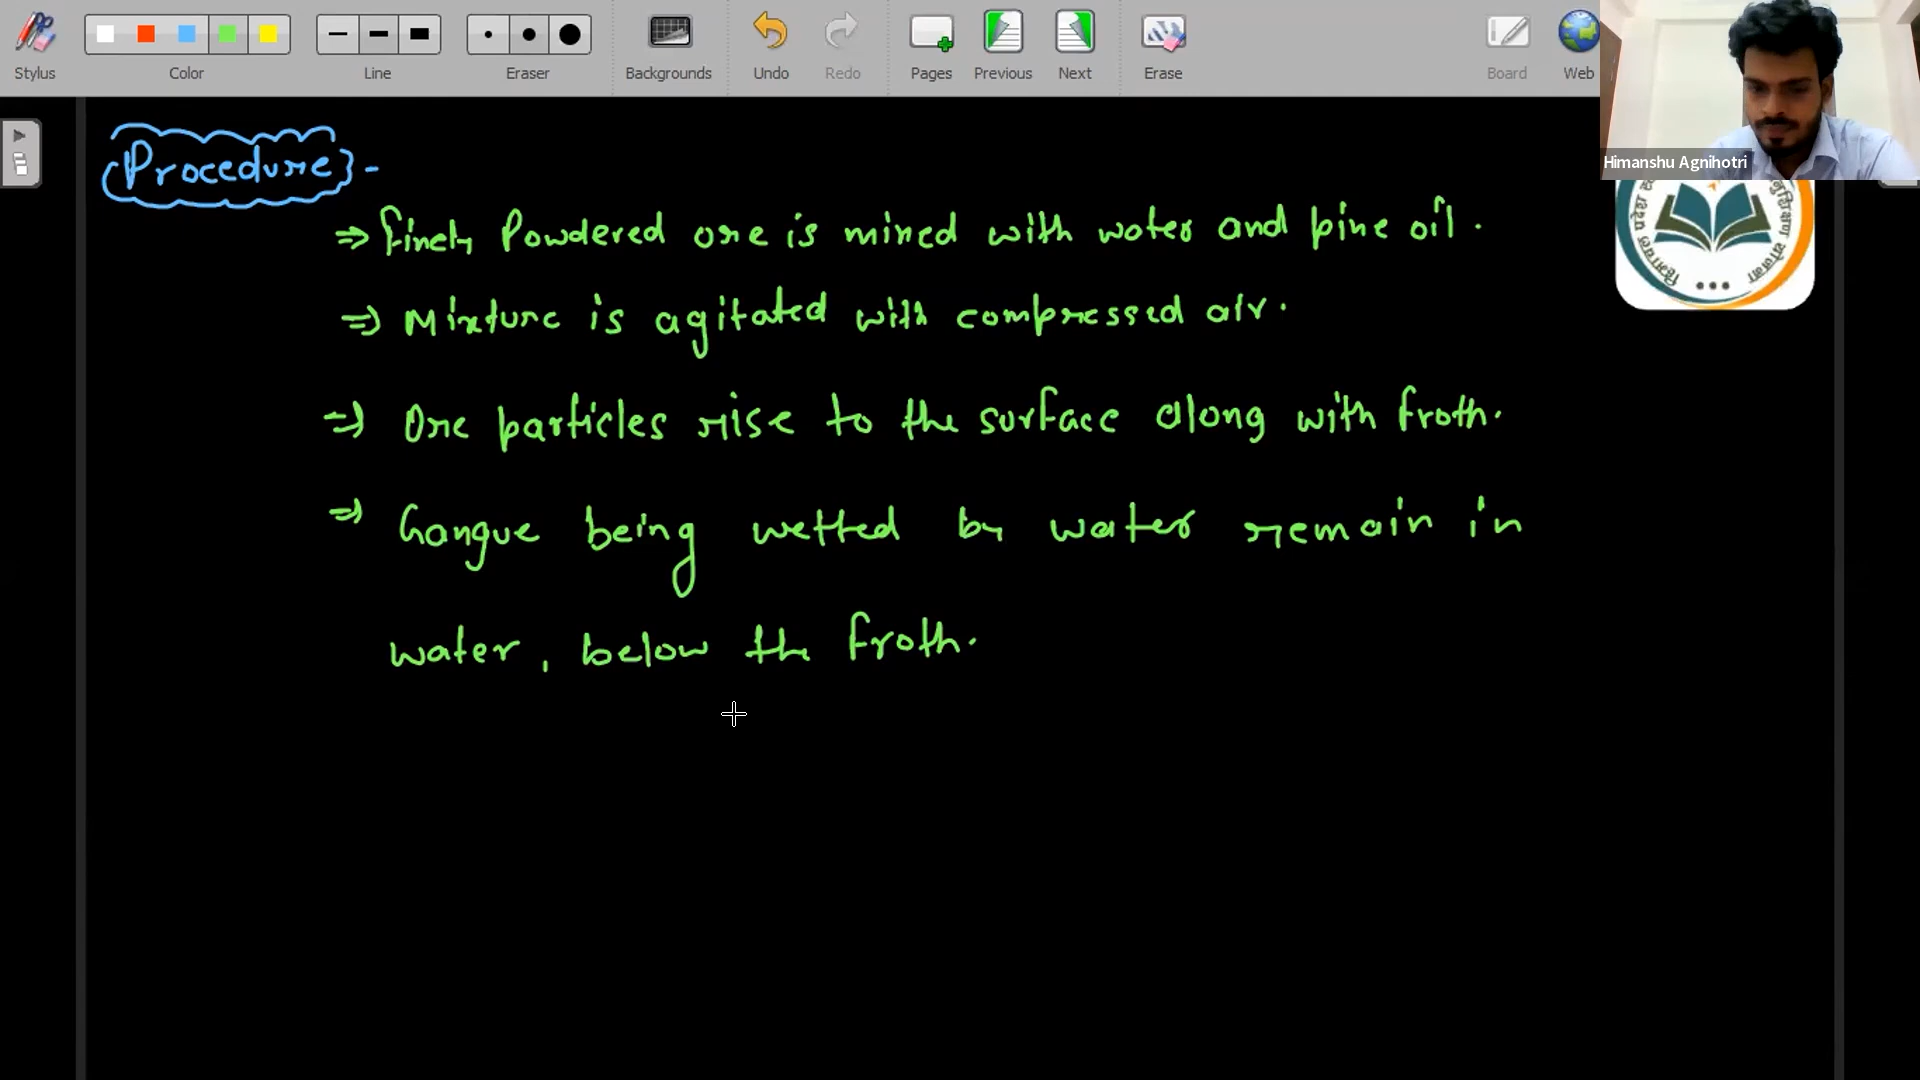 Stylus
Color
Line
Eraser
Backgrounds
Undo
Redo
Pages
Previous
Next
Erase
Board
Web
Himanshu Agnihotri
Procedure -
⇒ finely Powdered ore is mixed with water and pine oil.
⇒ Mixture is agitated with compressed air.
⇒ Ore particles rise to the surface along with froth.
⇒ Gangue being wetted by water remain in
water, below the froth.